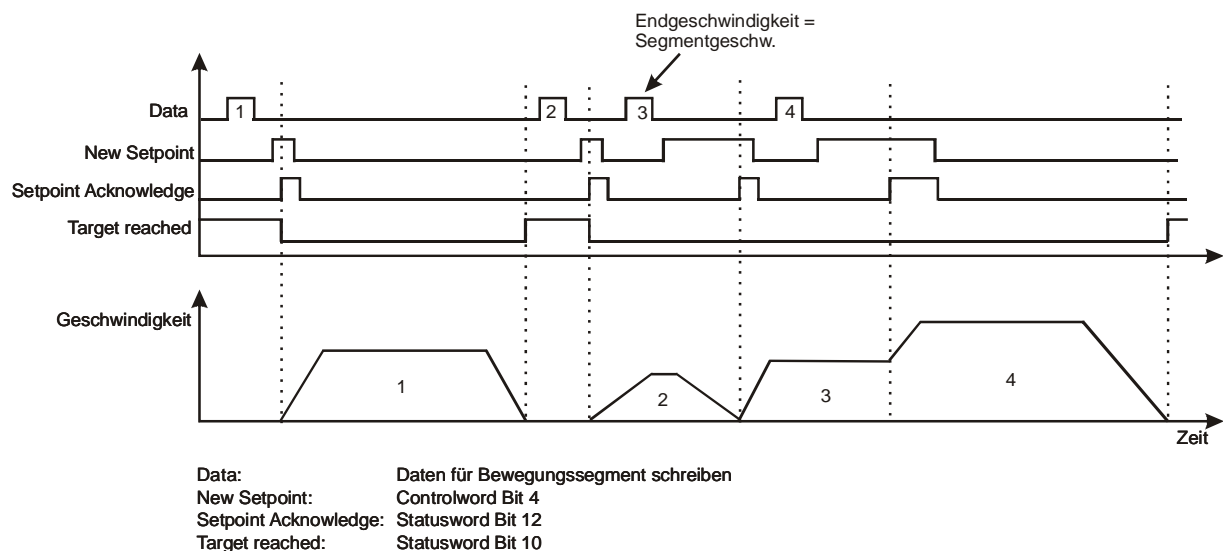 Endgeschwindigkeit =
Segmentgeschw.
Data
1
2
3
4
New Setpoint
Setpoint Acknowledge
Target reached
Geschwindigkeit
1
2
3
4
Zeit
Data: Daten für Bewegungssegment schreiben
New Setpoint: Controlword Bit 4
Setpoint Acknowledge: Statusword Bit 12
Target reached: Statusword Bit 10